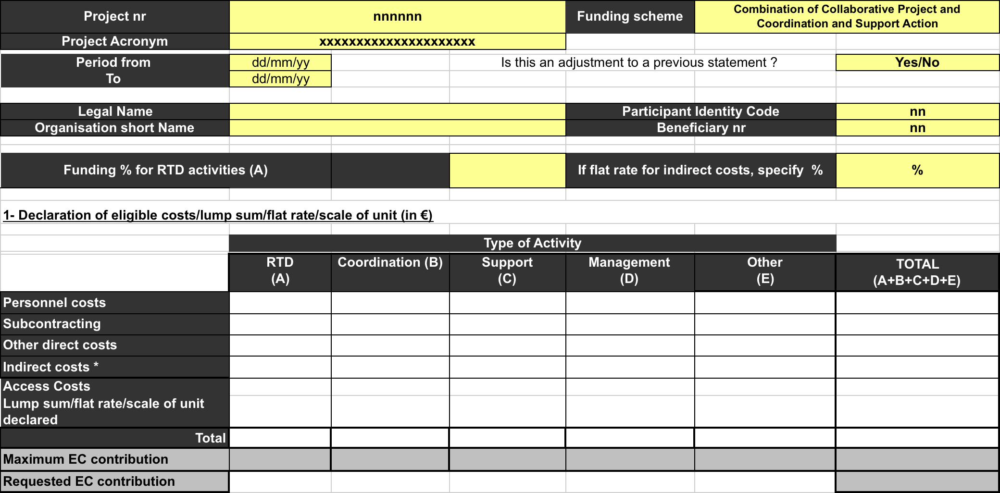 Project nr
nnnnnn
Funding scheme
Combination of Collaborative Project and
Coordination and Support Action
Project Acronym
xxxxxxxxxxxxxxxxxxxxx
Period from
dd/mm/yy
Is this an adjustment to a previous statement ?
Yes/No
To
dd/mm/yy
Legal Name
Participant Identity Code
nn
Organisation short Name
Beneficiary nr
nn
Funding % for RTD activities (A)
If flat rate for indirect costs, specify %
%
1- Declaration of eligible costs/lump sum/flat rate/scale of unit (in €)
Type of Activity
RTD
(A)
Coordination (B)
Support
(C)
Management
(D)
Other
(E)
TOTAL
(A+B+C+D+E)
Personnel costs
Subcontracting
Other direct costs
Indirect costs *
Access Costs
Lump sum/flat rate/scale of unit
declared
Total
Maximum EC contribution
Requested EC contribution